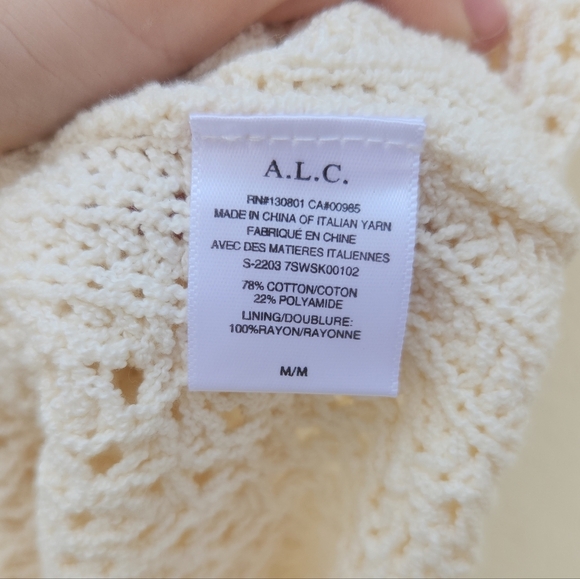 A.L.C.
RN#130801 CA#00985
MADE IN CHINA OF ITALIAN YARN
FABRIQUÉ EN CHINE
AVEC DES MATIERES ITALIENNES
S-2203 7SWSK00102
78% COTTON/COTON
22% POLYAMIDE
LINING/DOUBLURE:
100%RAYON/RAYONNE
M/M